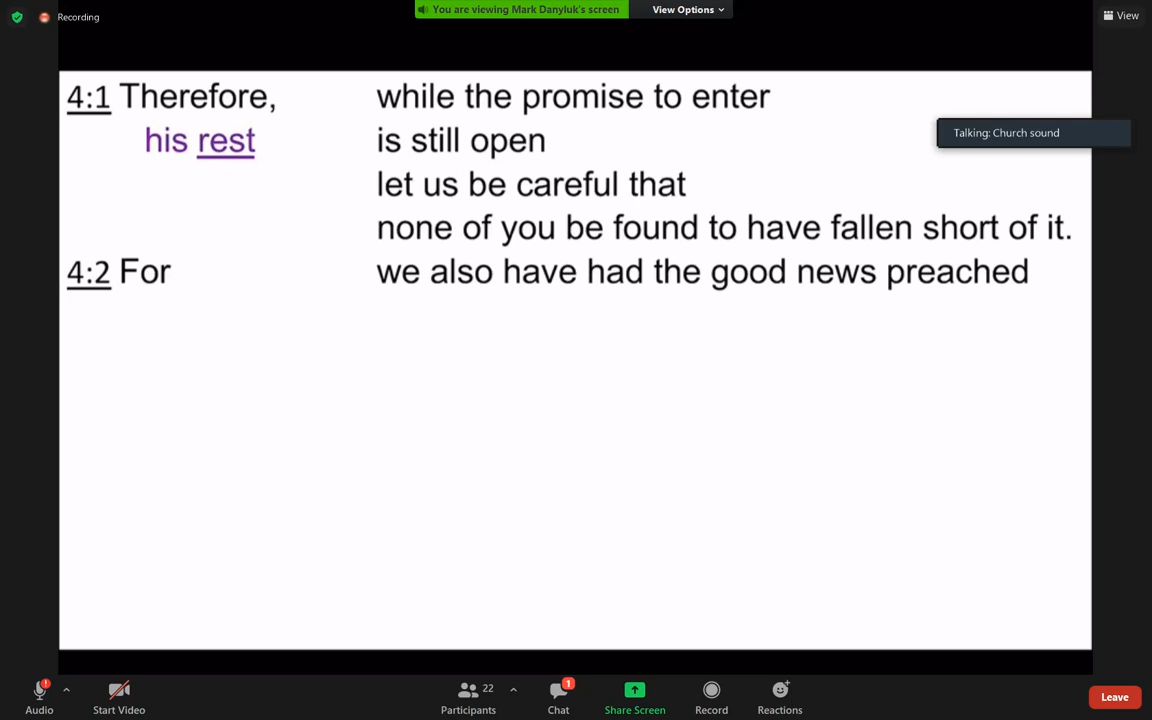 Recording
You are viewing Mark Danyluk's screen
View Options
View
4:1 Therefore, while the promise to enter
his rest is still open
let us be careful that
none of you be found to have fallen short of it.
4:2 For we also have had the good news preached
Talking: Church sound
Audio
Start Video
Participants
22
Chat
1
Share Screen
Record
Reactions
Leave